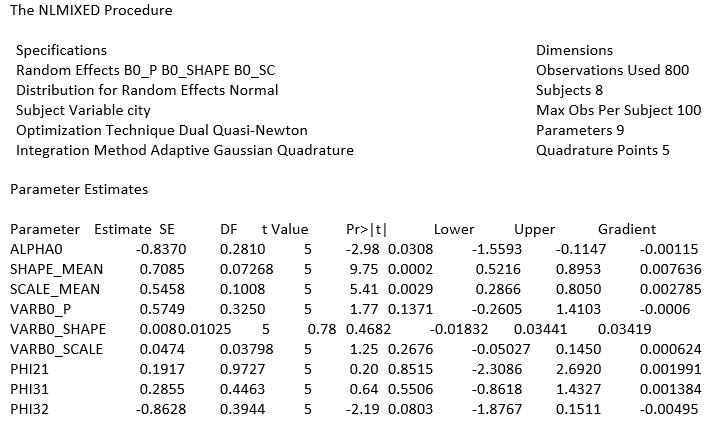 The NLMIXED Procedure
Specifications Dimensions
Random Effects B0_P B0_SHAPE B0_SC Observations Used 800
Distribution for Random Effects Normal Subjects 8
Subject Variable city Max Obs Per Subject 100
Optimization Technique Dual Quasi-Newton Parameters 9
Integration Method Adaptive Gaussian Quadrature Quadrature Points 5
Parameter Estimates
Parameter Estimate SE DF t Value Pr>|t| Lower Upper Gradient
ALPHA0 -0.8370 0.2810 5 -2.98 0.0308 -1.5593 -0.1147 -0.00115
SHAPE_MEAN 0.7085 0.07268 5 9.75 0.0002 0.5216 0.8953 0.007636
SCALE_MEAN 0.5458 0.1008 5 5.41 0.0029 0.2866 0.8050 0.002785
VARB0_P 0.5749 0.3250 5 1.77 0.1371 -0.2605 1.4103 -0.0006
VARB0_SHAPE 0.0080.01025 5 0.78 0.4682 -0.01832 0.03441 0.03419
VARB0_SCALE 0.0474 0.03798 5 1.25 0.2676 -0.05027 0.1450 0.000624
PHI21 0.1917 0.9727 5 0.20 0.8515 -2.3086 2.6920 0.001991
PHI31 0.2855 0.4463 5 0.64 0.5506 -0.8618 1.4327 0.001384
PHI32 -0.8628 0.3944 5 -2.19 0.0803 -1.8767 0.1511 -0.00495